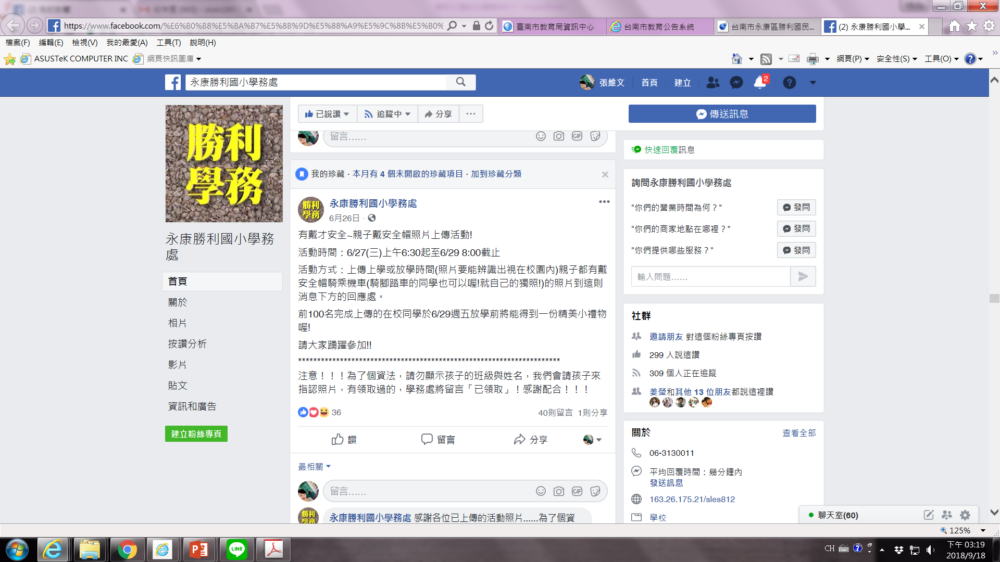 https://www.facebook.com/%E6%B0%B8%E5%BA%B7%E5%8B%9D%E5%88%A9%E5%9C%8B%E5%B0%
臺南市教育局資訊中心
台南市教育公告系統
台南市永康區勝利國民...
(2) 永康勝利國小學...
檔案(F) 編輯(E) 檢視(V) 我的最愛(A) 工具(T) 說明(H)
ASUSTeK COMPUTER INC 網頁快訊圖庫
網頁(P) 安全性(S) 工具(O)
永康勝利國小學務處
張維文 首頁 建立 2
勝利
學務
永康勝利國小學務
處
首頁
關於
相片
按讚分析
影片
貼文
資訊和廣告
建立粉絲專頁
已說讚 追蹤中 分享
傳送訊息
留言...... GIF
我的珍藏 · 本月有 4 個未開啟的珍藏項目 · 加到珍藏分類
勝利
學務
永康勝利國小學務處
6月26日 ·
有戴才安全~親子戴安全帽照片上傳活動!
活動時間：6/27(三)上午6:30起至6/29 8:00截止
活動方式：上傳上學或放學時間(照片要能辨識出視在校園內)親子都有戴
安全帽騎乘機車(騎腳踏車的同學也可以喔!就自己的獨照!)的照片到這則
消息下方的回應處。
前100名完成上傳的在校同學於6/29週五放學前將能得到一份精美小禮物
喔!
請大家踴躍參加!!
**********************************************************************
注意！！！為了個資法，請勿顯示孩子的班級與姓名，我們會請孩子來
指認照片，有領取過的，學務處將留言「已領取」！感謝配合！！！
36
40則留言 1則分享
讚 留言 分享
最相關
留言...... GIF
勝利
學務
永康勝利國小學務處 感謝各位已上傳的活動照片......為了個資
快速回覆訊息
詢問永康勝利國小學務處
"你們的營業時間為何？" 發問
"你們的商家地點在哪裡？" 發問
"你們提供哪些服務？" 發問
輸入問題......
社群
邀請朋友 對這個粉絲專頁按讚
299 人說這讚
309 個人正在追蹤
姜瑩和其他 13 位朋友都說這裡讚
關於 查看全部
06-3130011
平均回覆時間：幾分鐘內
發送訊息
163.26.175.21/sles812
學校
聊天室(60)
125%
LINE
CH
下午 03:19
2018/9/18